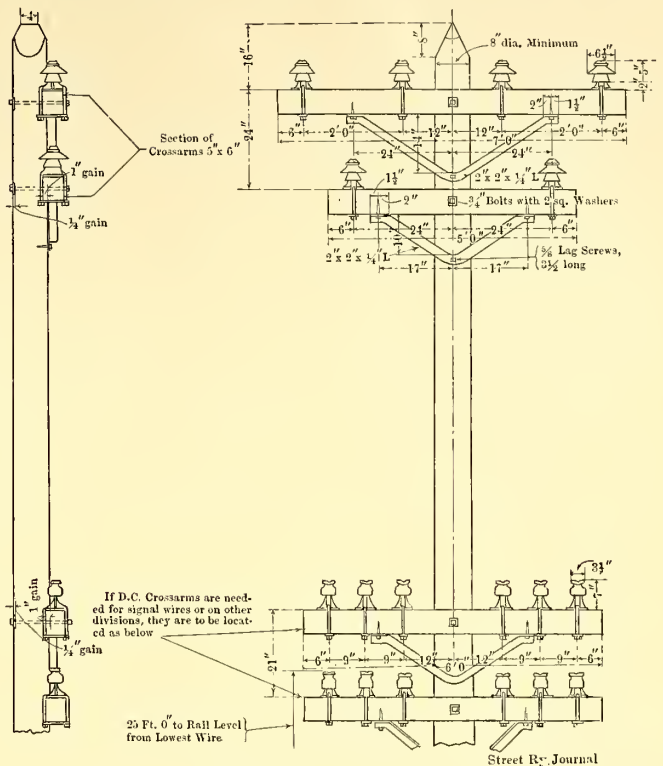 4"
16"
8"
8" dia. Minimum
6½"
5"
2"
24"
2" 1½"
6" 2'0" 12" 12" 2'0" 6"
7'0"
24" 24"
Section of
Crossarms 5" x 6"
1" gain
¼" gain
1½"
2" x 2" x ¼" L
2"
¾" Bolts with 2 sq. Washers
6" 24" 24" 6"
5'0"
10"
2" x 2" x ¼" L
17" 17"
⅝ Lag Screws,
3½ long
3½"
1" gain
¼" gain
If D.C. Crossarms are need-
ed for signal wires or on other
divisions, they are to be locat-
ed as below
6" 9" 9" 12" 12" 9" 9" 6"
6'0"
21"
25 Ft. 0" to Rail Level
from Lowest Wire
Street Ry. Journal